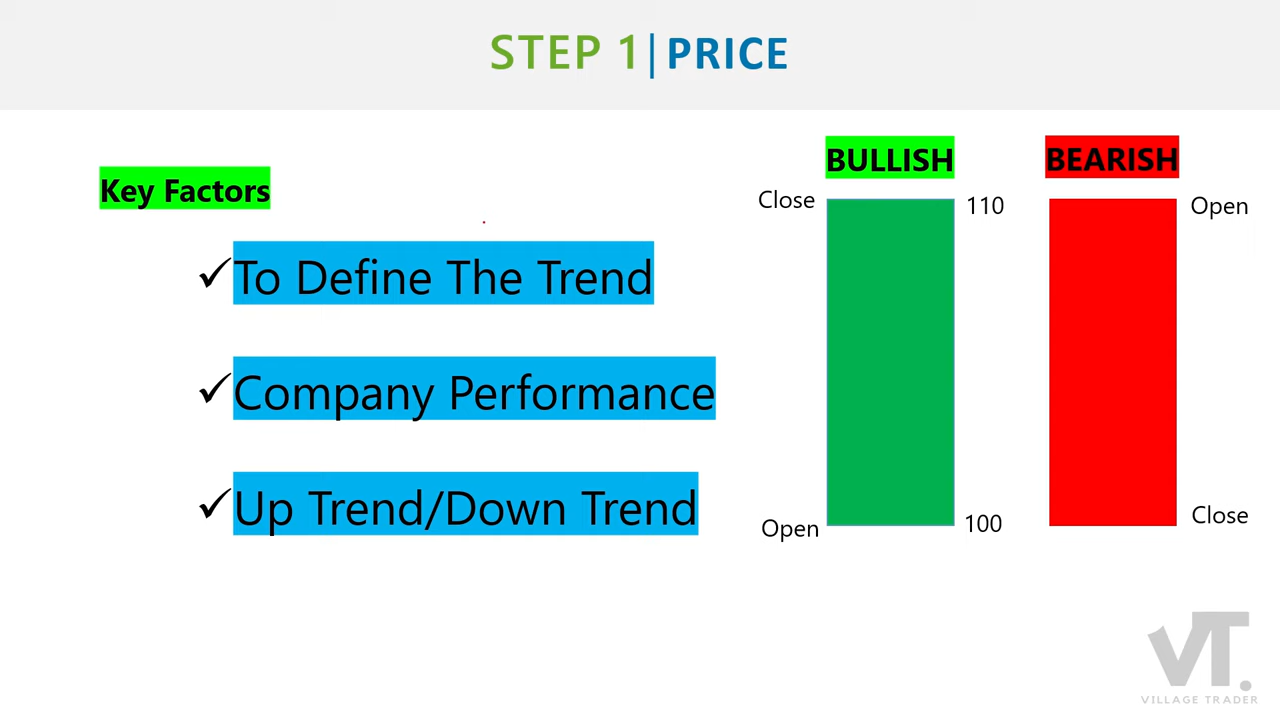 STEP 1|PRICE
Key Factors
✓To Define The Trend
✓Company Performance
✓Up Trend/Down Trend
BULLISH
Close
110
Open
100
BEARISH
Open
Close
VT.
VILLAGE TRADER